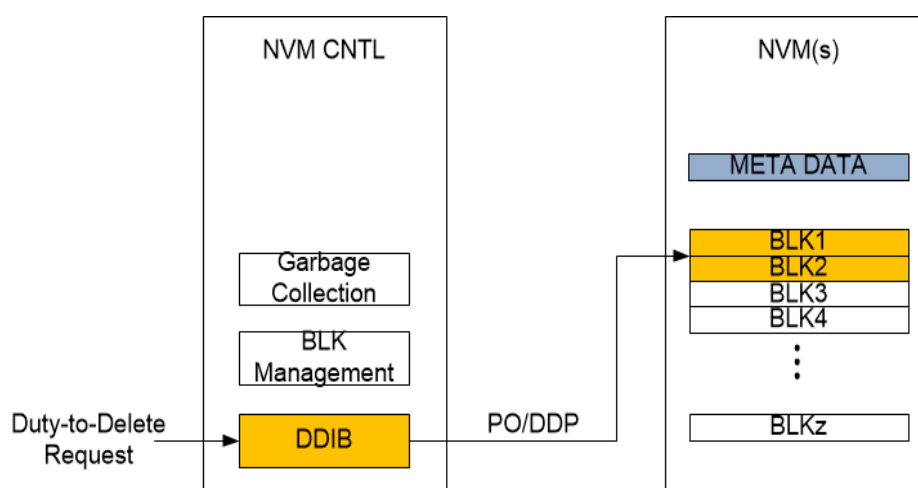 NVM CNTL
NVM(s)
META DATA
BLK1
BLK2
BLK3
BLK4
BLKz
Garbage
Collection
BLK
Management
DDIB
PO/DDP
Duty-to-Delete
Request